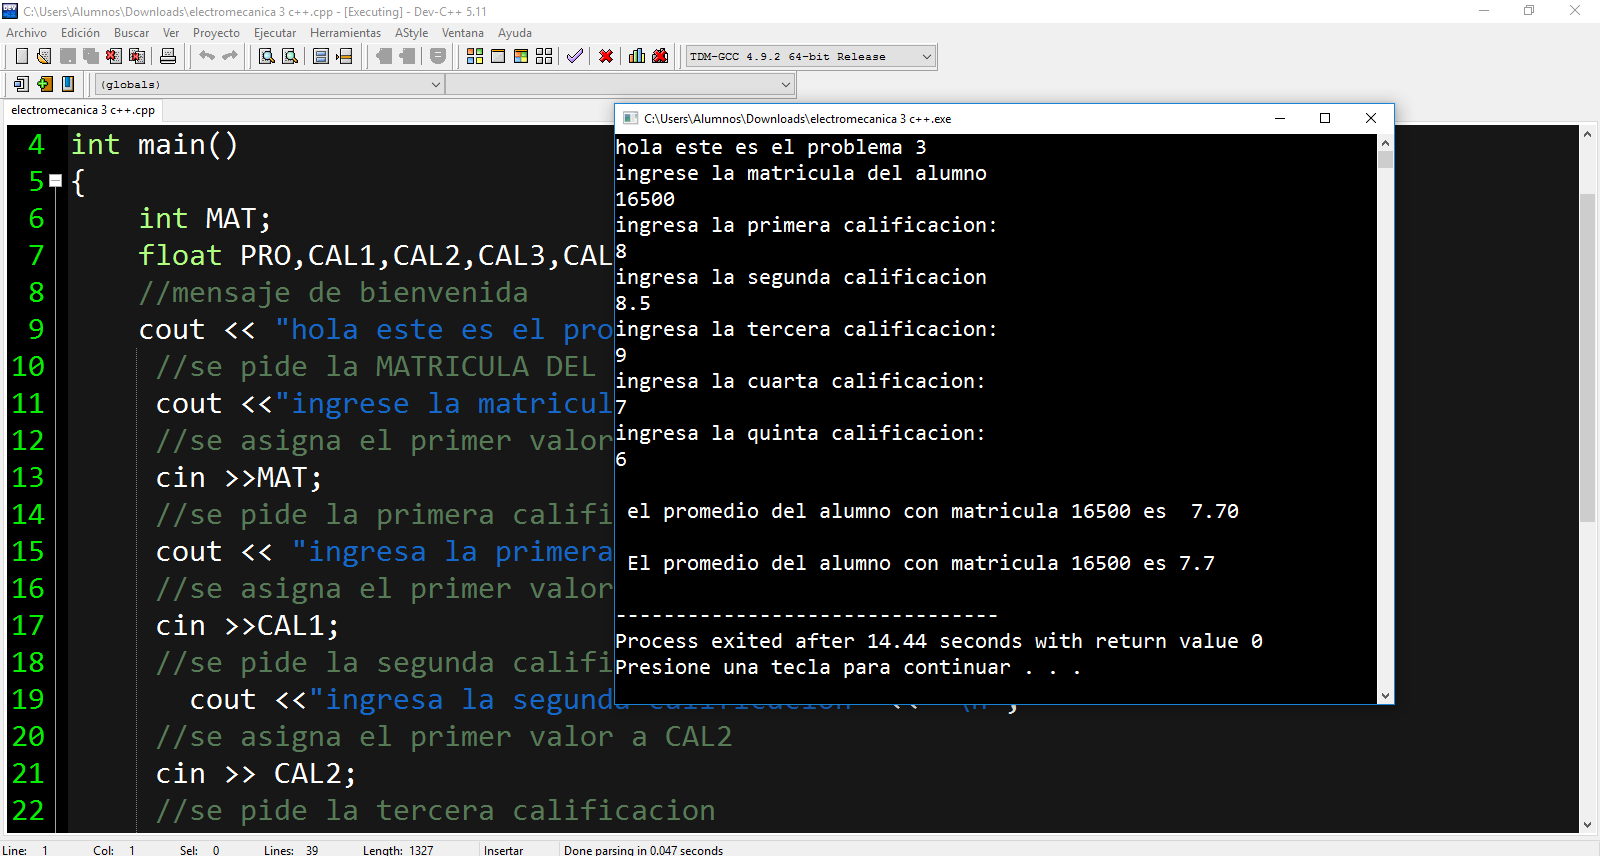 C:\Users\Alumnos\Downloads\electromecanica 3 c++.cpp - [Executing] - Dev-C++ 5.11
Archivo Edición Buscar Ver Proyecto Ejecutar Herramientas AStyle Ventana Ayuda
TDM-GCC 4.9.2 64-bit Release
(globals)
electromecanica 3 c++.cpp
4 int main()
5 {
6 int MAT;
7 float PRO,CAL1,CAL2,CAL3,CAL
8 //mensaje de bienvenida
9 cout << "hola este es el pro
10 //se pide la MATRICULA DEL
11 cout <<"ingrese la matricul
12 //se asigna el primer valor
13 cin >>MAT;
14 //se pide la primera califi
15 cout << "ingresa la primera
16 //se asigna el primer valor
17 cin >>CAL1;
18 //se pide la segunda califi
19 cout <<"ingresa la segunda calificacion" << "\n";
20 //se asigna el primer valor a CAL2
21 cin >> CAL2;
22 //se pide la tercera calificacion
C:\Users\Alumnos\Downloads\electromecanica 3 c++.exe
hola este es el problema 3
ingrese la matricula del alumno
16500
ingresa la primera calificacion:
8
ingresa la segunda calificacion
8.5
ingresa la tercera calificacion:
9
ingresa la cuarta calificacion:
7
ingresa la quinta calificacion:
6
el promedio del alumno con matricula 16500 es  7.70
El promedio del alumno con matricula 16500 es 7.7
--------------------------------
Process exited after 14.44 seconds with return value 0
Presione una tecla para continuar . . .
Line: 1 Col: 1 Sel: 0 Lines: 39 Length: 1327 Insertar Done parsing in 0.047 seconds